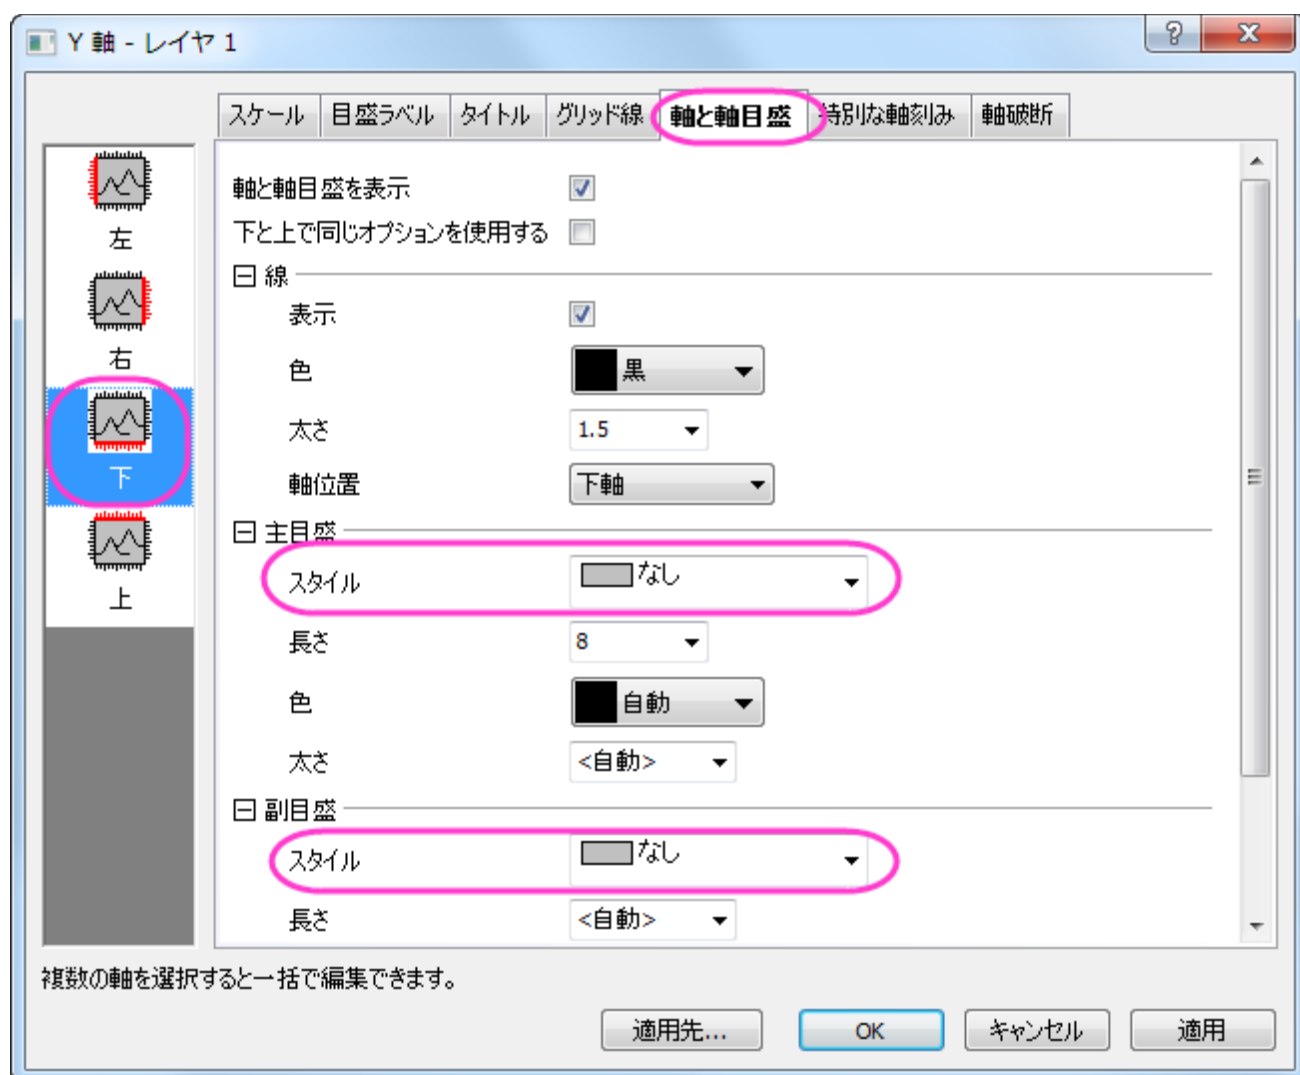 Y 軸 - レイヤ 1
スケール 目盛ラベル タイトル グリッド線 軸と軸目盛 特別な軸刻み 軸破断
左
右
下
上
軸と軸目盛を表示
下と上で同じオプションを使用する
線
表示
色 黒
太さ 1.5
軸位置 下軸
主目盛
スタイル なし
長さ 8
色 自動
太さ <自動>
副目盛
スタイル なし
長さ <自動>
複数の軸を選択すると一括で編集できます。
適用先... OK キャンセル 適用